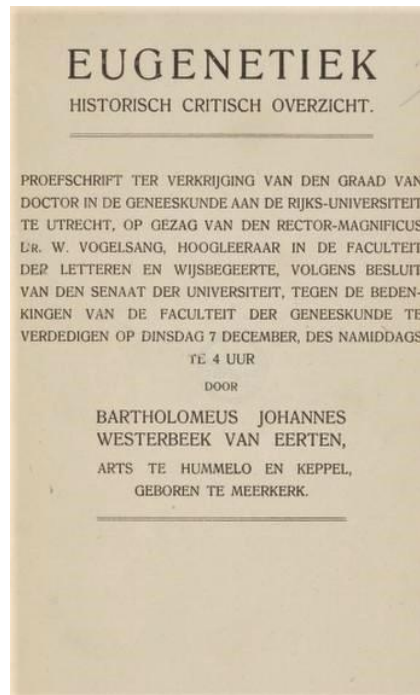 EUGENETIEK
HISTORISCH CRITISCH OVERZICHT.
PROEFSCHRIFT TER VERKRIJGING VAN DEN GRAAD VAN
DOCTOR IN DE GENEESKUNDE AAN DE RIJKS-UNIVERSITEIT
TE UTRECHT, OP GEZAG VAN DEN RECTOR-MAGNIFICUS
DR. W. VOGELSANG, HOOGLEERAAR IN DE FACULTEIT
DER LETTEREN EN WIJSBEGEERTE, VOLGENS BESLUIT
VAN DEN SENAAT DER UNIVERSITEIT, TEGEN DE BEDEN-
KINGEN VAN DE FACULTEIT DER GENEESKUNDE TE
VERDEDIGEN OP DINSDAG 7 DECEMBER, DES NAMIDDAGS
TE 4 UUR
DOOR
BARTHOLOMEUS JOHANNES
WESTERBEEK VAN EERTEN,
ARTS TE HUMMELO EN KEPPEL,
GEBOREN TE MEERKERK.